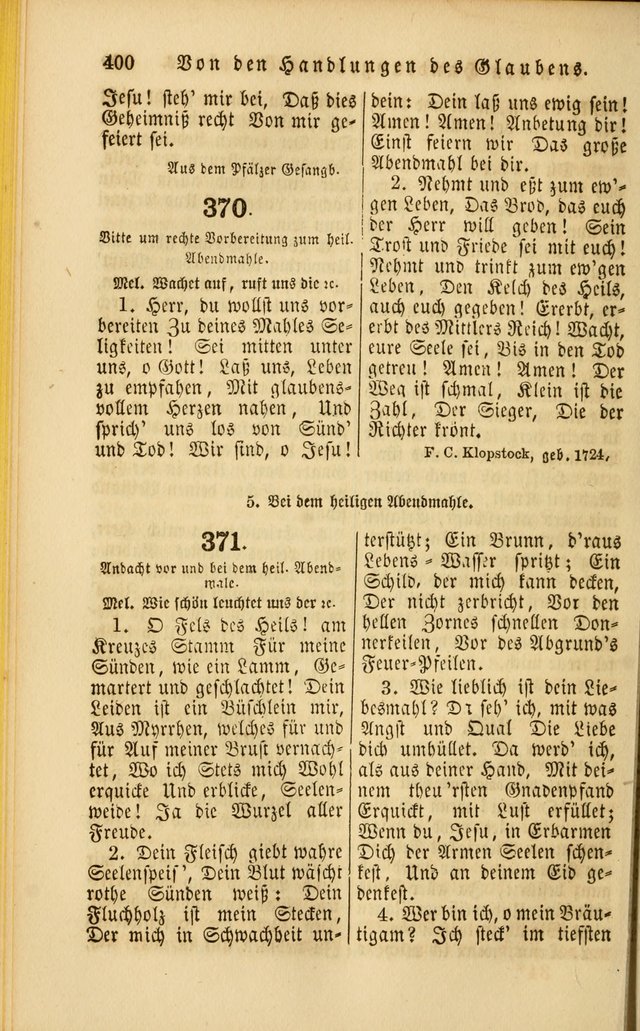 400 Von den Handlungen des Glaubens.
Jesu! steh' mir bei, Daß dies
Geheimniß recht Von mir ge-
feiert sei.
Aus dem Pfälzer Gesangb.
370.
Bitte um rechte Vorbereitung zum heil.
Abendmahle.
Mel. Wachet auf, ruft uns die ꝛc.
1. Herr, du wollst uns vor-
bereiten Zu deines Mahles Se-
ligkeiten! Sei mitten unter
uns, o Gott! Laß uns, Leben
zu empfahen, Mit glaubens-
vollem Herzen nahen, Und
sprich' uns los von Sünd'
und Tod! Wir sind, o Jesu!
dein: Dein laß uns ewig sein!
Amen! Amen! Anbetung dir!
Einst feiern wir Das große
Abendmahl bei dir.
2. Nehmt und eßt zum ew'-
gen Leben, Das Brod, das euch
der Herr will geben! Sein
Trost und Friede sei mit euch!
Nehmt und trinkt zum ew'gen
Leben, Den Kelch des Heils,
auch euch gegeben! Ererbt, er-
erbt des Mittlers Reich! Wacht,
eure Seele sei, Bis in den Tod
getreu! Amen! Amen! Der
Weg ist schmal, Klein ist die
Zahl, Der Sieger, Die der
Richter krönt.
F. C. Klopstock, geb. 1724,
5. Bei dem heiligen Abendmahle.
371.
Andacht vor und bei dem heil. Abend-
male.
Mel. Wie schön leuchtet uns der ꝛc.
1. O Fels des Heils! am
Kreuzes Stamm Für meine
Sünden, wie ein Lamm, Ge-
martert und geschlachtet! Dein
Leiden ist ein Büschlein mir,
Aus Myrrhen, welches für und
für Auf meiner Brust vernach-
tet, Wo ich Stets mich Wohl
erquicke Und erblicke, Seelen-
weide! Ja die Wurzel aller
Freude.
2. Dein Fleisch giebt wahre
Seelenspeis', Dein Blut wäscht
rothe Sünden weiß: Dein
Fluchholz ist mein Stecken,
Der mich in Schwachheit un-
terstützt; Ein Brunn, d'raus
Lebens-Wasser spritzt; Ein
Schild, der mich kann decken,
Der nicht zerbricht, Vor den
hellen Zornes schnellen Don-
nerkeilen, Vor des Abgrund's
Feuer-Pfeilen.
3. Wie lieblich ist dein Lie-
besmahl? Da seh' ich, mit was
Angst und Qual Die Liebe
dich umhüllet. Da werd' ich,
als aus deiner Hand, Mit dei-
nem theu'rsten Gnadenpfand
Erquickt, mit Lust erfüllet;
Wenn du, Jesu, in Erbarmen
Dich der Armen Seelen schen-
kest, Und an deinem Eid ge-
denkest.
4. Wer bin ich, o mein Bräu-
tigam? Ich steck' im tiefsten